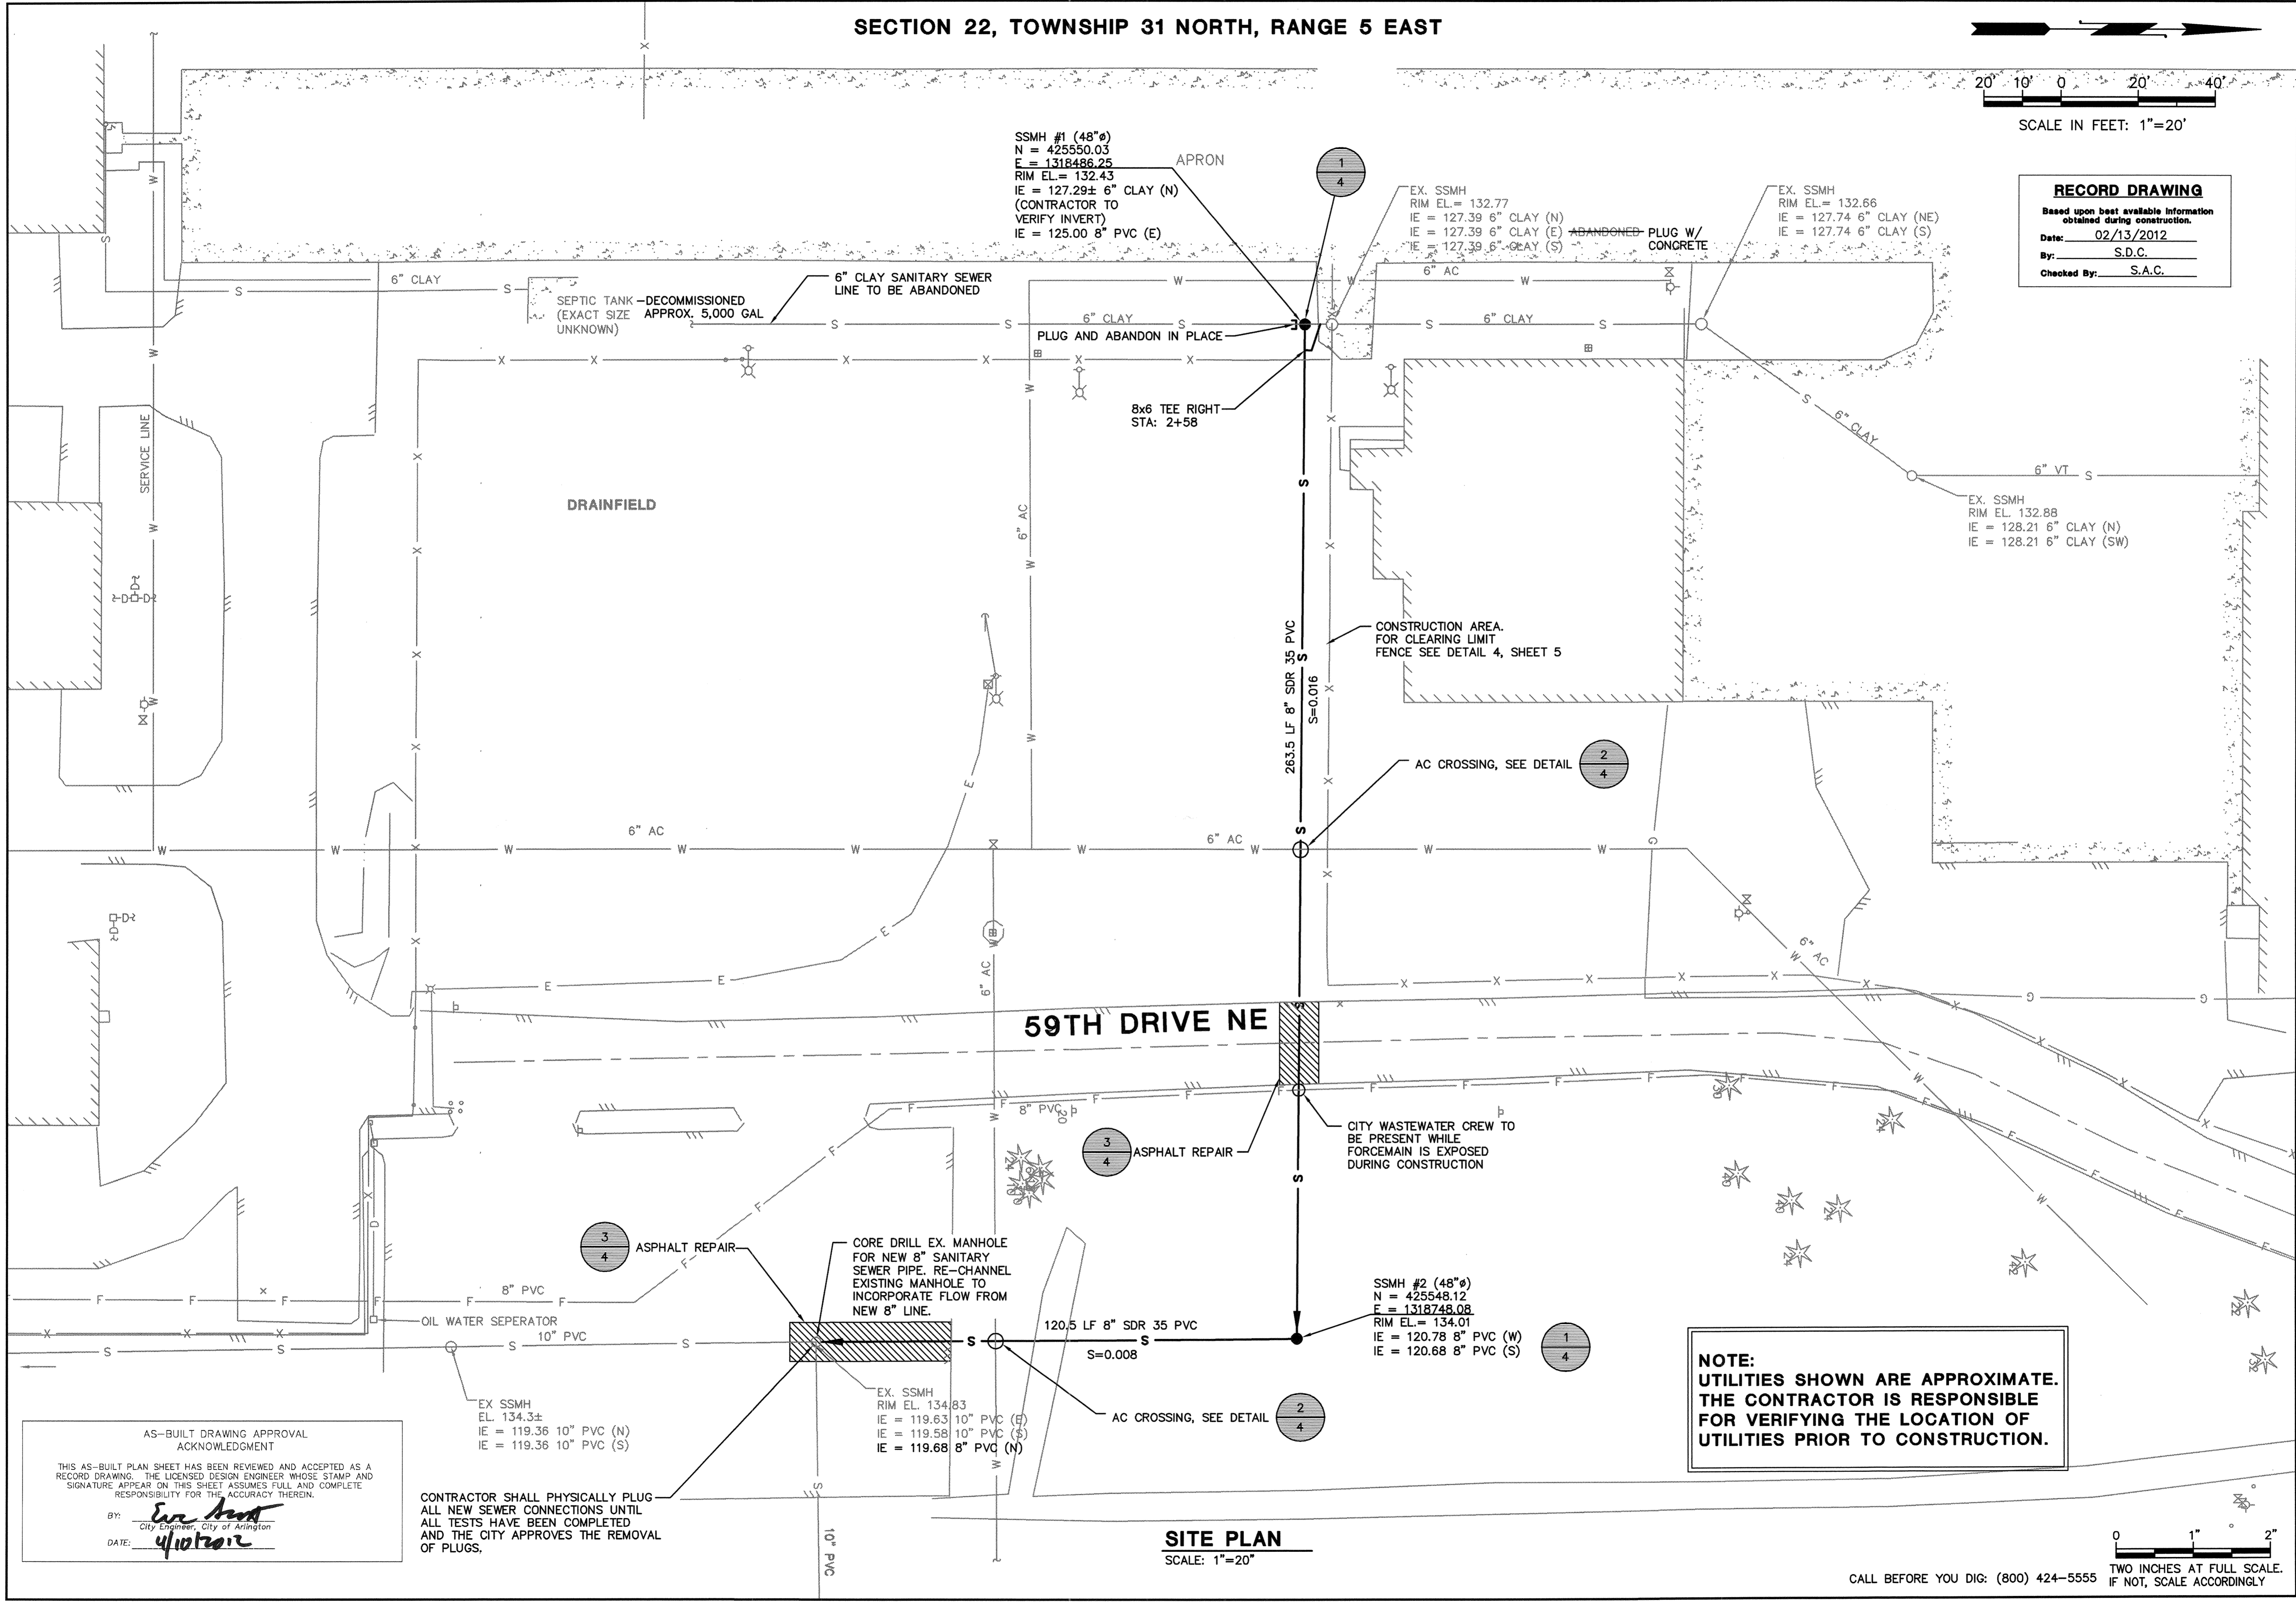 SECTION 22, TOWNSHIP 31 NORTH, RANGE 5 EAST
20' 10' 0 20' 40'
SCALE IN FEET: 1"=20'
RECORD DRAWING
Based upon best available information
obtained during construction.
Date: 02/13/2012
By: S.D.C.
Checked By: S.A.C.
SSMH #1 (48"ø)
N = 425550.03
E = 1318486.25
RIM EL.= 132.43
IE = 127.29± 6" CLAY (N)
(CONTRACTOR TO
VERIFY INVERT)
IE = 125.00 8" PVC (E)
APRON
1
4
EX. SSMH
RIM EL.= 132.77
IE = 127.39 6" CLAY (N)
IE = 127.39 6" CLAY (E) ABANDONED PLUG W/
CONCRETE
IE = 127.39 6" CLAY (S)
EX. SSMH
RIM EL.= 132.66
IE = 127.74 6" CLAY (NE)
IE = 127.74 6" CLAY (S)
6" CLAY
SEPTIC TANK – DECOMMISSIONED
(EXACT SIZE APPROX. 5,000 GAL
UNKNOWN)
6" CLAY SANITARY SEWER
LINE TO BE ABANDONED
6" CLAY
PLUG AND ABANDON IN PLACE
6" AC
6" CLAY
8x6 TEE RIGHT
STA: 2+58
6" CLAY
6" VT
EX. SSMH
RIM EL. 132.88
IE = 128.21 6" CLAY (N)
IE = 128.21 6" CLAY (SW)
SERVICE LINE
DRAINFIELD
6" AC
263.5 LF 8" SDR 35 PVC
S=0.016
CONSTRUCTION AREA.
FOR CLEARING LIMIT
FENCE SEE DETAIL 4, SHEET 5
AC CROSSING, SEE DETAIL
2
4
6" AC
6" AC
6" AC
6" AC
59TH DRIVE NE
8" PVC
20
3
4
ASPHALT REPAIR
CITY WASTEWATER CREW TO
BE PRESENT WHILE
FORCEMAIN IS EXPOSED
DURING CONSTRUCTION
3
4
ASPHALT REPAIR
CORE DRILL EX. MANHOLE
FOR NEW 8" SANITARY
SEWER PIPE. RE-CHANNEL
EXISTING MANHOLE TO
INCORPORATE FLOW FROM
NEW 8" LINE.
8" PVC
OIL WATER SEPERATOR
10" PVC
120.5 LF 8" SDR 35 PVC
S=0.008
SSMH #2 (48"ø)
N = 425548.12
E = 1318748.08
RIM EL.= 134.01
IE = 120.78 8" PVC (W)
IE = 120.68 8" PVC (S)
1
4
EX SSMH
EL. 134.3±
IE = 119.36 10" PVC (N)
IE = 119.36 10" PVC (S)
EX. SSMH
RIM EL. 134.83
IE = 119.63 10" PVC (E)
IE = 119.58 10" PVC (S)
IE = 119.68 8" PVC (N)
AC CROSSING, SEE DETAIL
2
4
NOTE:
UTILITIES SHOWN ARE APPROXIMATE.
THE CONTRACTOR IS RESPONSIBLE
FOR VERIFYING THE LOCATION OF
UTILITIES PRIOR TO CONSTRUCTION.
AS-BUILT DRAWING APPROVAL
ACKNOWLEDGMENT
THIS AS-BUILT PLAN SHEET HAS BEEN REVIEWED AND ACCEPTED AS A
RECORD DRAWING. THE LICENSED DESIGN ENGINEER WHOSE STAMP AND
SIGNATURE APPEAR ON THIS SHEET ASSUMES FULL AND COMPLETE
RESPONSIBILITY FOR THE ACCURACY THEREIN.
BY:
City Engineer, City of Arlington
DATE: 4/10/2012
CONTRACTOR SHALL PHYSICALLY PLUG
ALL NEW SEWER CONNECTIONS UNTIL
ALL TESTS HAVE BEEN COMPLETED
AND THE CITY APPROVES THE REMOVAL
OF PLUGS.
10" PVC
SITE PLAN
SCALE: 1"=20"
0 1" 2"
TWO INCHES AT FULL SCALE.
IF NOT, SCALE ACCORDINGLY
CALL BEFORE YOU DIG: (800) 424-5555